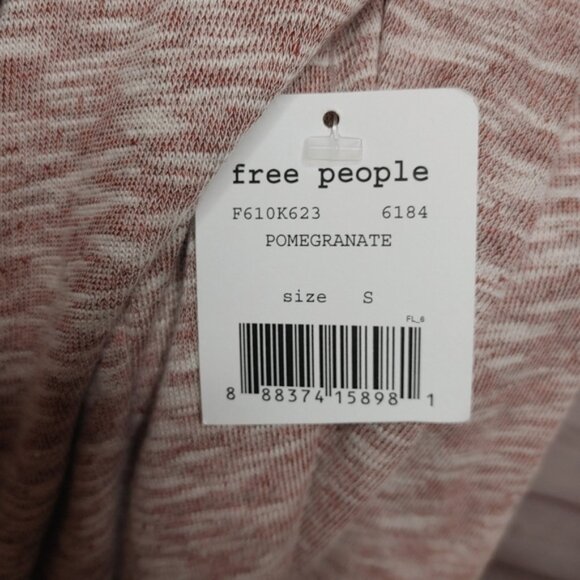 free people
F610K623 6184
POMEGRANATE
size S
FL_6
8 88374 15898 1